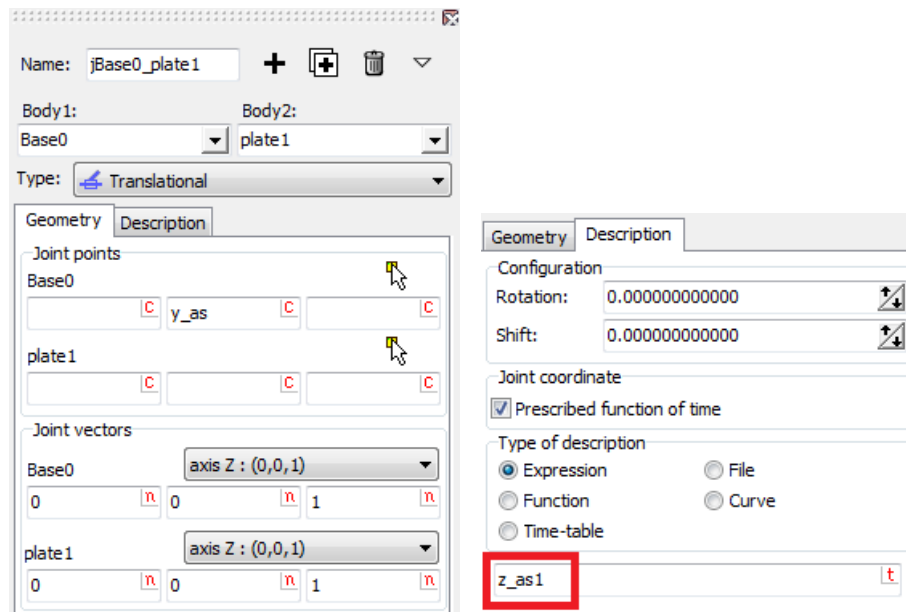 Name: jBase0_plate1
Body1: Body2:
Base0 plate1
Type: Translational
Geometry Description
Joint points
Base0
C y_as C C
plate1
C C C
Joint vectors
Base0 axis Z : (0,0,1)
0 n 0 n 1 n
plate1 axis Z : (0,0,1)
0 n 0 n 1 n
Geometry Description
Configuration
Rotation: 0.000000000000
Shift: 0.000000000000
Joint coordinate
Prescribed function of time
Type of description
Expression File
Function Curve
Time-table
z_as1 t